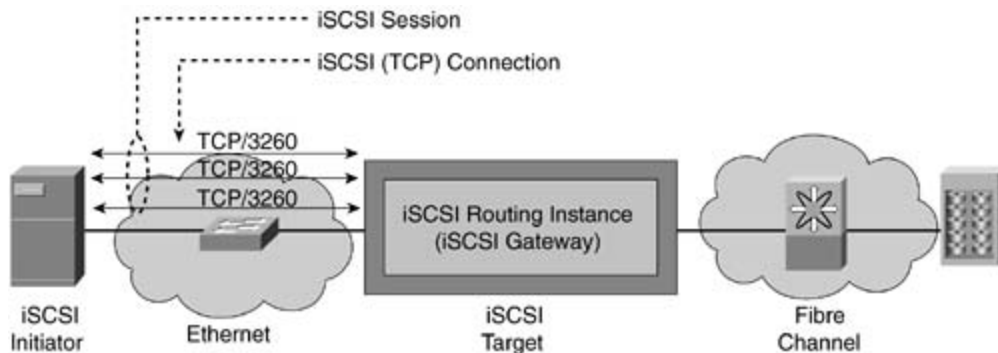 iSCSI Session
iSCSI (TCP) Connection
TCP/3260
TCP/3260
TCP/3260
iSCSI Routing Instance
(iSCSI Gateway)
iSCSI
Initiator
Ethernet
iSCSI
Target
Fibre
Channel